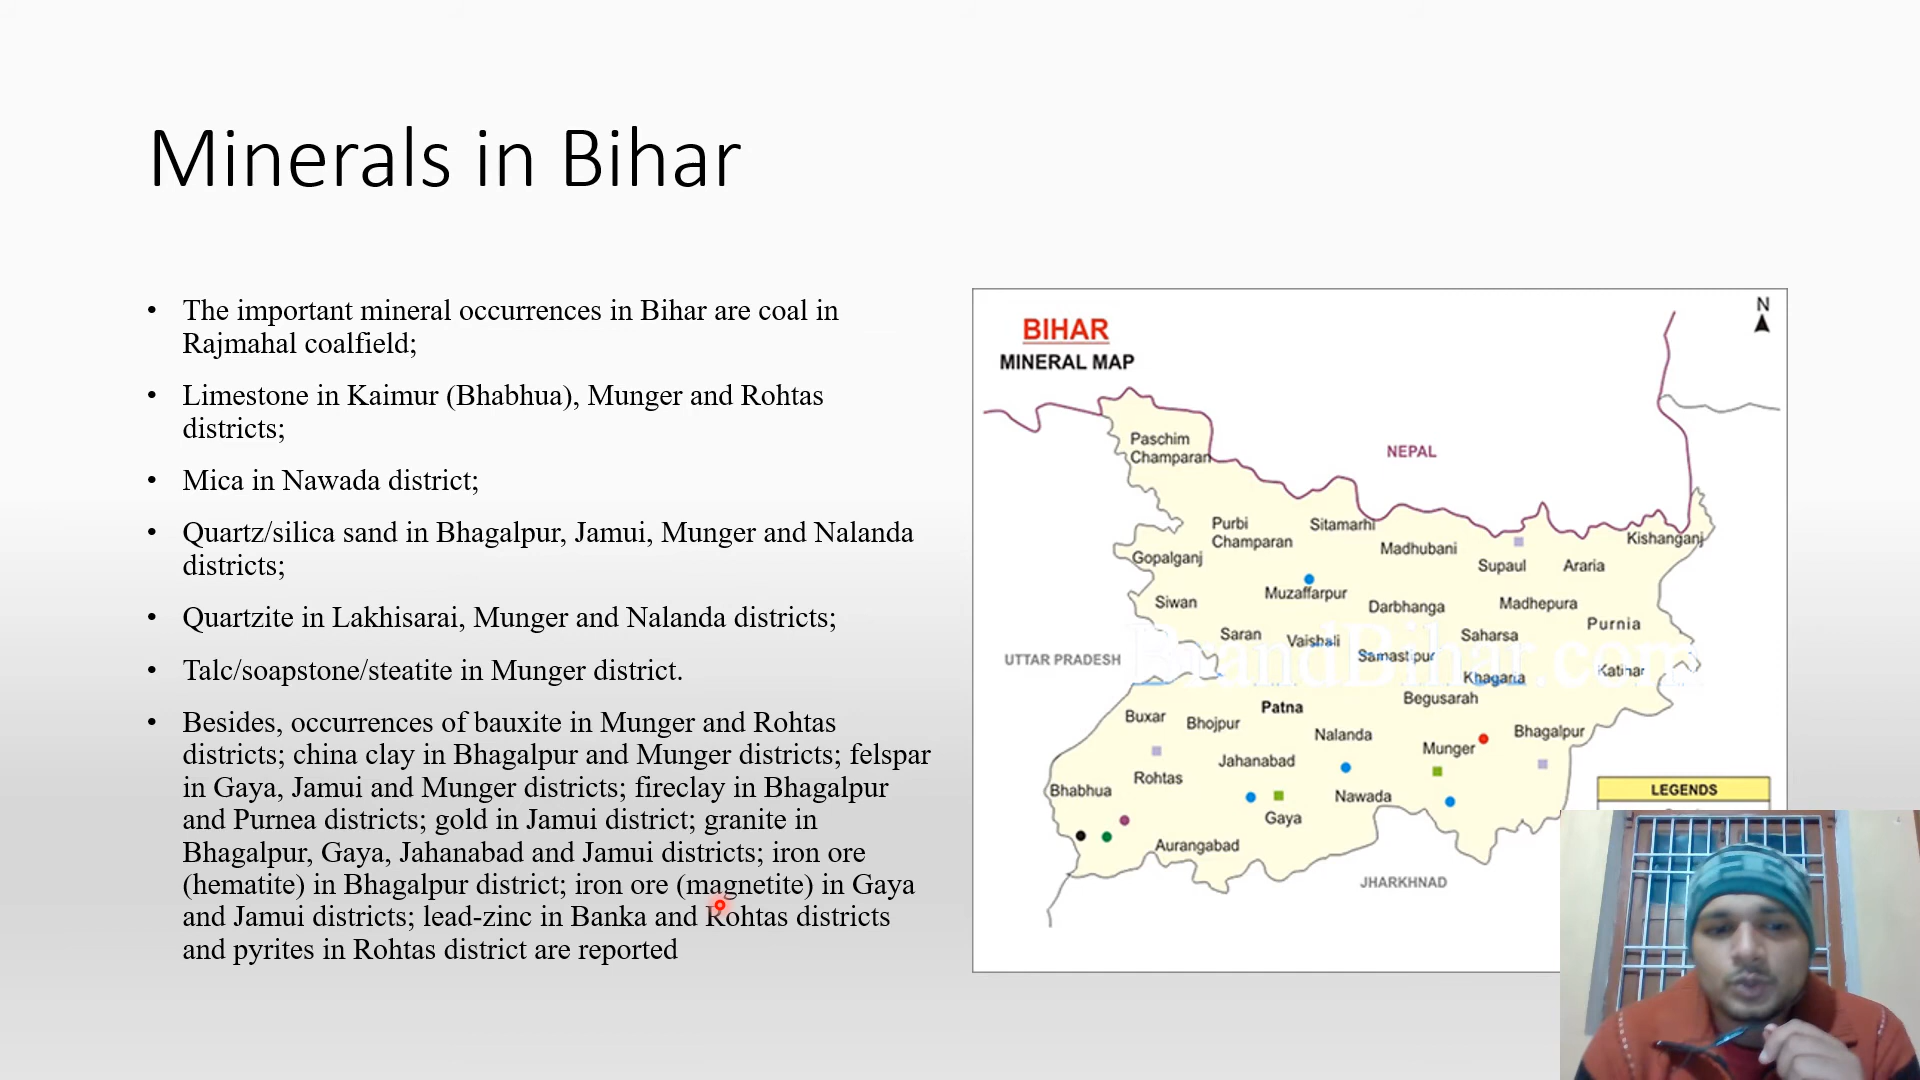 Minerals in Bihar
• The important mineral occurrences in Bihar are coal in
Rajmahal coalfield;
• Limestone in Kaimur (Bhabhua), Munger and Rohtas
districts;
• Mica in Nawada district;
• Quartz/silica sand in Bhagalpur, Jamui, Munger and Nalanda
districts;
• Quartzite in Lakhisarai, Munger and Nalanda districts;
• Talc/soapstone/steatite in Munger district.
• Besides, occurrences of bauxite in Munger and Rohtas
districts; china clay in Bhagalpur and Munger districts; felspar
in Gaya, Jamui and Munger districts; fireclay in Bhagalpur
and Purnea districts; gold in Jamui district; granite in
Bhagalpur, Gaya, Jahanabad and Jamui districts; iron ore
(hematite) in Bhagalpur district; iron ore (magnetite) in Gaya
and Jamui districts; lead-zinc in Banka and Rohtas districts
and pyrites in Rohtas district are reported
N
BIHAR
MINERAL MAP
Paschim
Champaran
NEPAL
Purbi
Champaran
Sitamarhi
Madhubani
Kishanganj
Gopalganj
Supaul
Araria
Muzaffarpur
Siwan
Darbhanga
Madhepura
Purnia
Saran
Vaishali
Saharsa
BrandBihar.com
UTTAR PRADESH
Samastipur
Khagaria
Katihar
Begusarah
Patna
Buxar
Bhojpur
Nalanda
Munger
Bhagalpur
Jahanabad
Rohtas
Bhabhua
Nawada
Gaya
Aurangabad
JHARKHNAD
LEGENDS